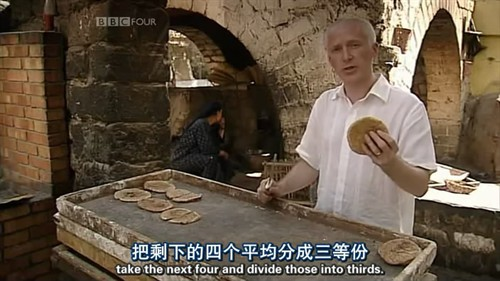 BBC FOUR
把剩下的四个平均分成三等份
take the next four and divide those into thirds.